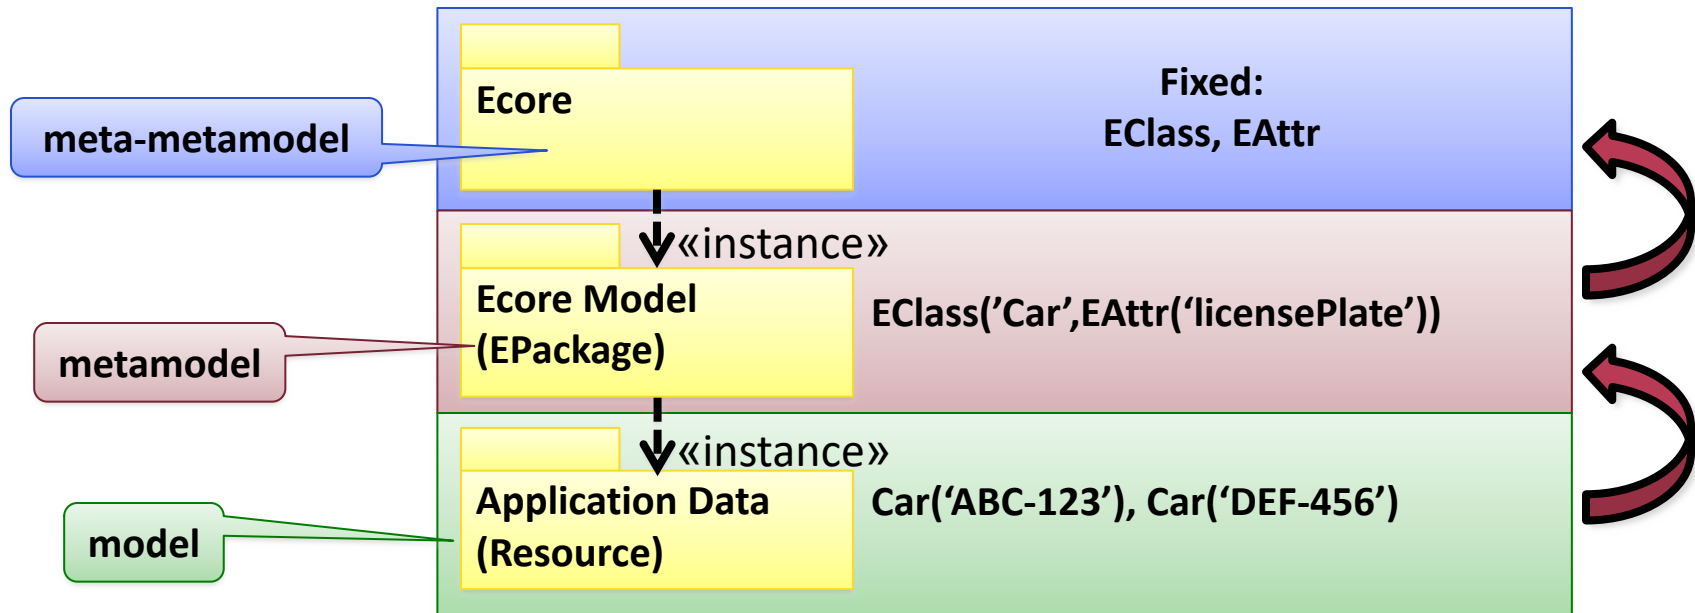 meta-metamodel
Ecore
Fixed:
EClass, EAttr
«instance»
metamodel
Ecore Model
(EPackage)
EClass(’Car’,EAttr(‘licensePlate’))
«instance»
model
Application Data
(Resource)
Car(‘ABC-123’), Car(‘DEF-456’)